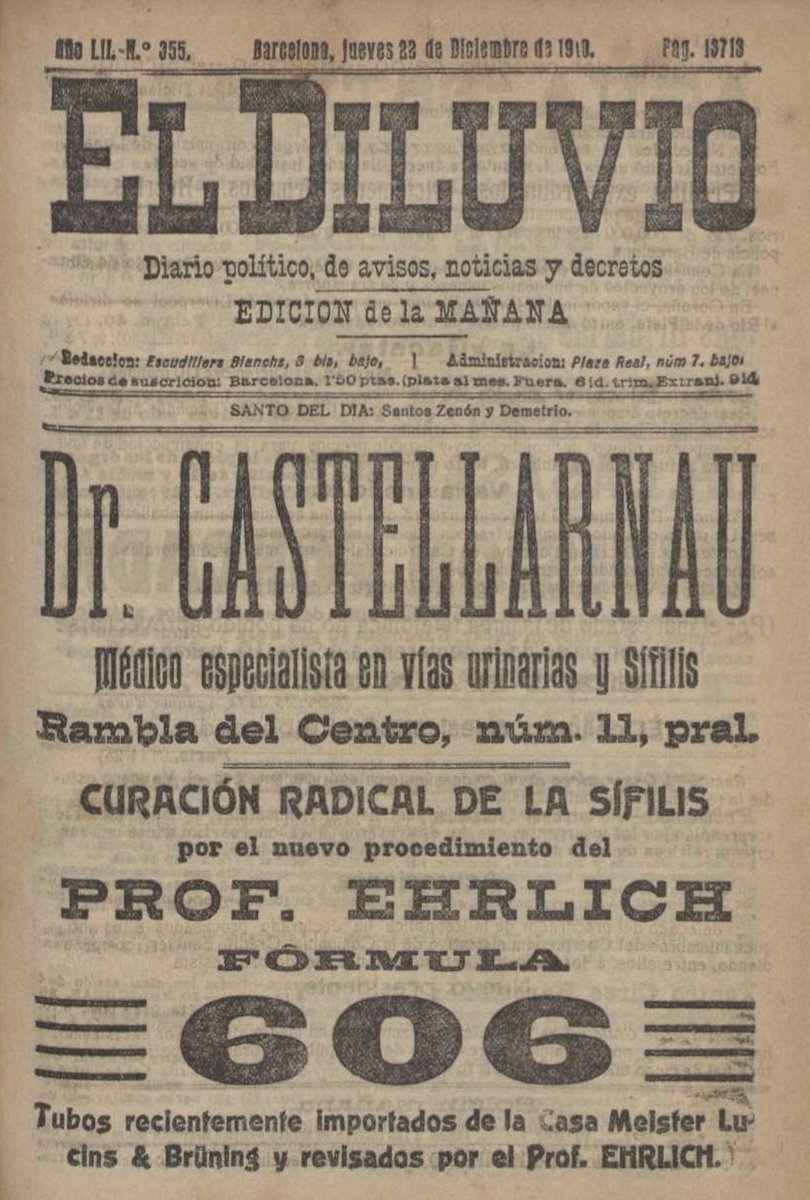 Año LII.-N.º 355. Barcelona, jueves 22 de Diciembre de 1910. Pag. 13713
EL DILUVIO
Diario político, de avisos, noticias y decretos
EDICION de la MAÑANA
Redaccion: Escudillers Blanchs, 3 bis, bajo, | Administracion: Plaza Real, núm 7. bajo.
Precios de suscricion: Barcelona, 1'50 ptas. (plata al mes. Fuera, 6 id. trim. Extranj. 9 id.
SANTO DEL DIA: Santos Zenón y Demetrio.
Dr. CASTELLARNAU
Médico especialista en vías urinarias y Sífilis
Rambla del Centro, núm. 11, pral.
CURACIÓN RADICAL DE LA SÍFILIS
por el nuevo procedimiento del
PROF. EHRLICH
FÓRMULA
606
Tubos recientemente importados de la Casa Meister Lu-
cins & Brüning y revisados por el Prof. EHRLICH.